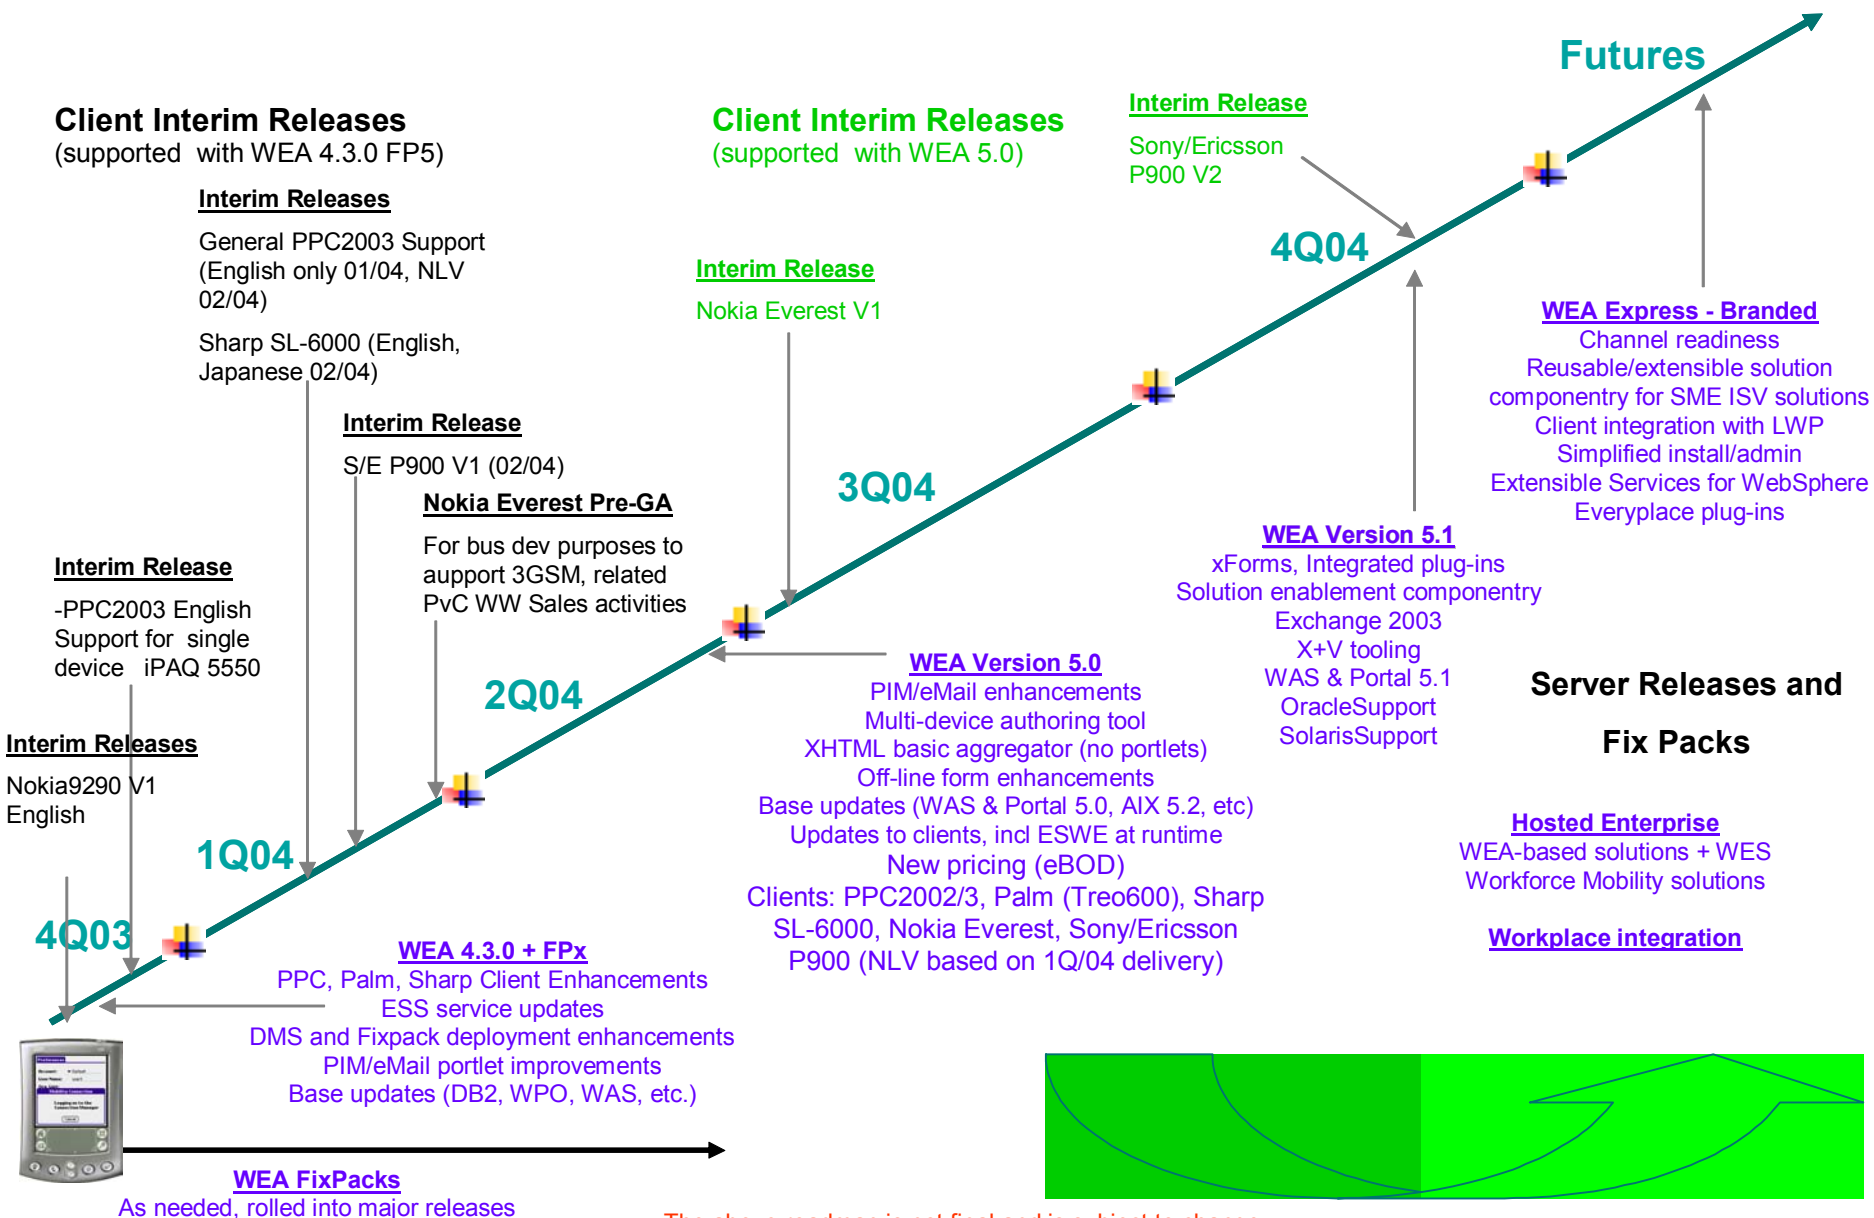 Futures
Client Interim Releases
(supported with WEA 4.3.0 FP5)
Interim Releases
General PPC2003 Support
(English only 01/04, NLV
02/04)
Sharp SL-6000 (English,
Japanese 02/04)
Interim Release
S/E P900 V1 (02/04)
Nokia Everest Pre-GA
For bus dev purposes to
aupport 3GSM, related
PvC WW Sales activities
Interim Release
-PPC2003 English
Support for single
device iPAQ 5550
Interim Releases
Nokia9290 V1
English
Client Interim Releases
(supported with WEA 5.0)
Interim Release
Nokia Everest V1
Interim Release
Sony/Ericsson
P900 V2
4Q03
1Q04
2Q04
3Q04
4Q04
WEA Express - Branded
Channel readiness
Reusable/extensible solution
componentry for SME ISV solutions
Client integration with LWP
Simplified install/admin
Extensible Services for WebSphere
Everyplace plug-ins
WEA Version 5.1
xForms, Integrated plug-ins
Solution enablement componentry
Exchange 2003
X+V tooling
WAS & Portal 5.1
OracleSupport
SolarisSupport
WEA Version 5.0
PIM/eMail enhancements
Multi-device authoring tool
XHTML basic aggregator (no portlets)
Off-line form enhancements
Base updates (WAS & Portal 5.0, AIX 5.2, etc)
Updates to clients, incl ESWE at runtime
New pricing (eBOD)
Clients: PPC2002/3, Palm (Treo600), Sharp
SL-6000, Nokia Everest, Sony/Ericsson
P900 (NLV based on 1Q/04 delivery)
Server Releases and
Fix Packs
Hosted Enterprise
WEA-based solutions + WES
Workforce Mobility solutions
Workplace integration
WEA 4.3.0 + FPx
PPC, Palm, Sharp Client Enhancements
ESS service updates
DMS and Fixpack deployment enhancements
PIM/eMail portlet improvements
Base updates (DB2, WPO, WAS, etc.)
WEA FixPacks
As needed, rolled into major releases
The above roadmap is not final and is subject to change